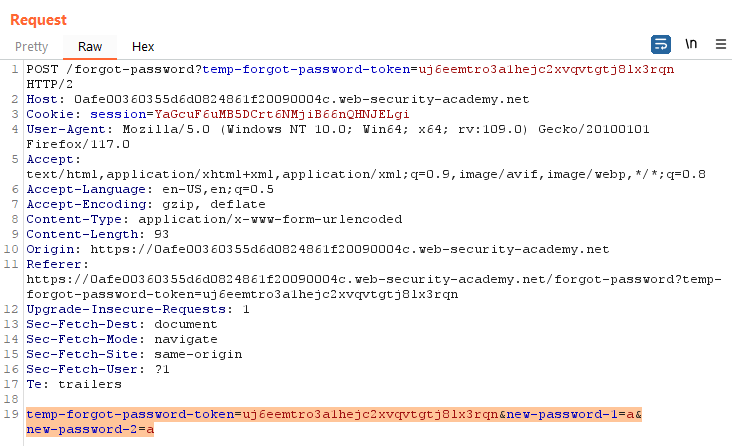 Request
Pretty Raw Hex
\n
1 POST /forgot-password?temp-forgot-password-token=uj6eemtro3a1hejc2xvqvtgtj8lx3rqn
HTTP/2
2 Host: 0afe00360355d6d0824861f20090004c.web-security-academy.net
3 Cookie: session=YaGcuF6uMB5DCrt6NMjiB66nQHNJELgi
4 User-Agent: Mozilla/5.0 (Windows NT 10.0; Win64; x64; rv:109.0) Gecko/20100101
Firefox/117.0
5 Accept:
text/html,application/xhtml+xml,application/xml;q=0.9,image/avif,image/webp,*/*;q=0.8
6 Accept-Language: en-US,en;q=0.5
7 Accept-Encoding: gzip, deflate
8 Content-Type: application/x-www-form-urlencoded
9 Content-Length: 93
10 Origin: https://0afe00360355d6d0824861f20090004c.web-security-academy.net
11 Referer:
https://0afe00360355d6d0824861f20090004c.web-security-academy.net/forgot-password?temp-
forgot-password-token=uj6eemtro3a1hejc2xvqvtgtj8lx3rqn
12 Upgrade-Insecure-Requests: 1
13 Sec-Fetch-Dest: document
14 Sec-Fetch-Mode: navigate
15 Sec-Fetch-Site: same-origin
16 Sec-Fetch-User: ?1
17 Te: trailers
18
19 temp-forgot-password-token=uj6eemtro3a1hejc2xvqvtgtj8lx3rqn&new-password-1=a&
new-password-2=a